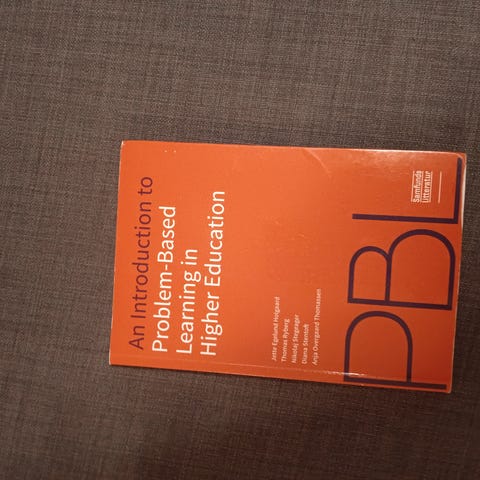 An Introduction to
Problem-Based
Learning in
Higher Education
Jette Egelund Holgaard
Thomas Ryberg
Nikolaj Stegeager
Diana Stentoft
Anja Overgaard Thomassen
PBL
Samfunds
litteratur